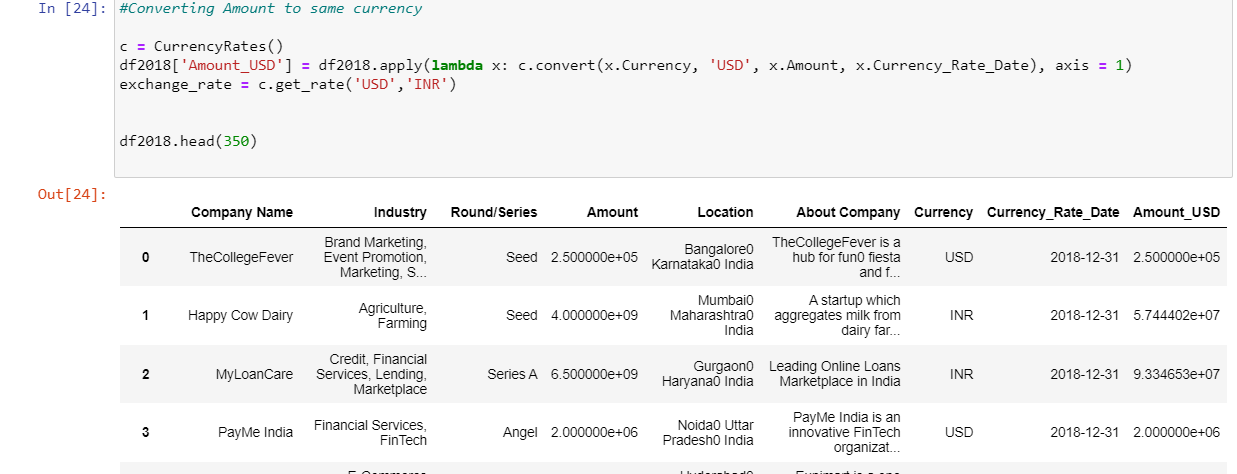 In [24]: #Converting Amount to same currency
c = CurrencyRates()
df2018['Amount_USD'] = df2018.apply(lambda x: c.convert(x.Currency, 'USD', x.Amount, x.Currency_Rate_Date), axis = 1)
exchange_rate = c.get_rate('USD','INR')
df2018.head(350)
Out[24]:
Company Name Industry Round/Series Amount Location About Company Currency Currency_Rate_Date Amount_USD
0 TheCollegeFever Brand Marketing, Event Promotion, Marketing, S... Seed 2.500000e+05 Bangalore0 Karnataka0 India TheCollegeFever is a hub for fun0 fiesta and f... USD 2018-12-31 2.500000e+05
1 Happy Cow Dairy Agriculture, Farming Seed 4.000000e+09 Mumbai0 Maharashtra0 India A startup which aggregates milk from dairy far... INR 2018-12-31 5.744402e+07
2 MyLoanCare Credit, Financial Services, Lending, Marketplace Series A 6.500000e+09 Gurgaon0 Haryana0 India Leading Online Loans Marketplace in India INR 2018-12-31 9.334653e+07
3 PayMe India Financial Services, FinTech Angel 2.000000e+06 Noida0 Uttar Pradesh0 India PayMe India is an innovative FinTech organizat... USD 2018-12-31 2.000000e+06